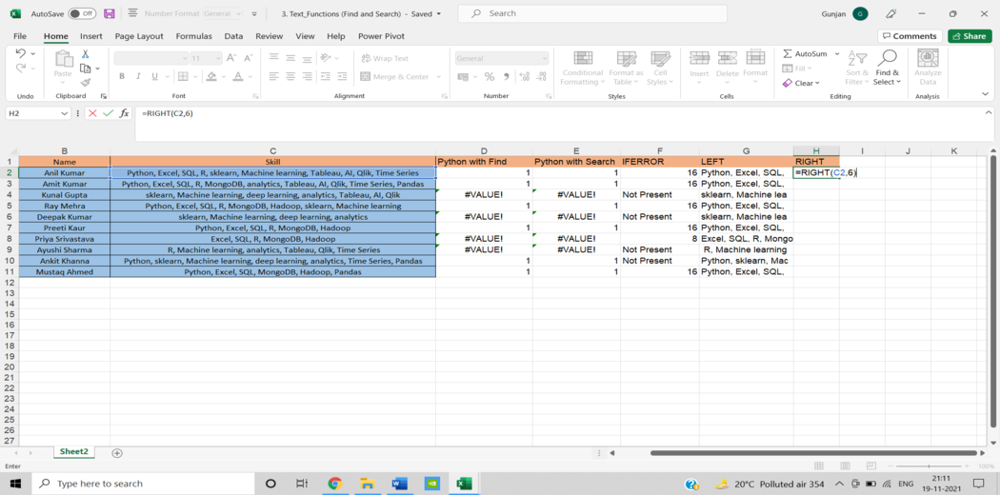 AutoSave Off Number Format General 3. Text_Functions (Find and Search) - Saved Search Gunjan G
File Home Insert Page Layout Formulas Data Review View Help Power Pivot Comments Share
11 A A Wrap Text General AutoSum
Paste B I U A Merge & Center % Conditional Formatting Format as Table Cell Styles Insert Delete Format Fill Clear Sort & Filter Find & Select Analyze Data
Undo Clipboard Font Alignment Number Styles Cells Editing Analysis
H2 fx =RIGHT(C2,6)
B C D E F G H I J K
1 Name Skill Python with Find Python with Search IFERROR LEFT RIGHT
2 Anil Kumar Python, Excel, SQL, R, sklearn, Machine learning, Tableau, AI, Qlik, Time Series 1 1 16 Python, Excel, SQL, =RIGHT(C2,6)
3 Amit Kumar Python, Excel, SQL, R, MongoDB, analytics, Tableau, AI, Qlik, Time Series, Pandas 1 1 16 Python, Excel, SQL,
4 Kunal Gupta sklearn, Machine learning, deep learning, analytics, Tableau, AI, Qlik #VALUE! #VALUE! Not Present sklearn, Machine lea
5 Ray Mehra Python, Excel, SQL, R, MongoDB, Hadoop, sklearn, Machine learning 1 1 16 Python, Excel, SQL,
6 Deepak Kumar sklearn, Machine learning, deep learning, analytics #VALUE! #VALUE! Not Present sklearn, Machine lea
7 Preeti Kaur Python, Excel, SQL, R, MongoDB, Hadoop 1 1 16 Python, Excel, SQL,
8 Priya Srivastava Excel, SQL, R, MongoDB, Hadoop #VALUE! #VALUE! 8 Excel, SQL, R, Mongo
9 Ayushi Sharma R, Machine learning, analytics, Tableau, Qlik, Time Series #VALUE! #VALUE! Not Present R, Machine learning
10 Ankit Khanna Python, sklearn, Machine learning, deep learning, analytics, Time Series, Pandas 1 1 Not Present Python, sklearn, Mac
11 Mustaq Ahmed Python, Excel, SQL, MongoDB, Hadoop, Pandas 1 1 16 Python, Excel, SQL,
12
13
14
15
16
17
18
19
20
21
22
23
24
25
26
27
Sheet2
Enter 100%
Type here to search 20°C Polluted air 354 ENG 21:11
19-11-2021